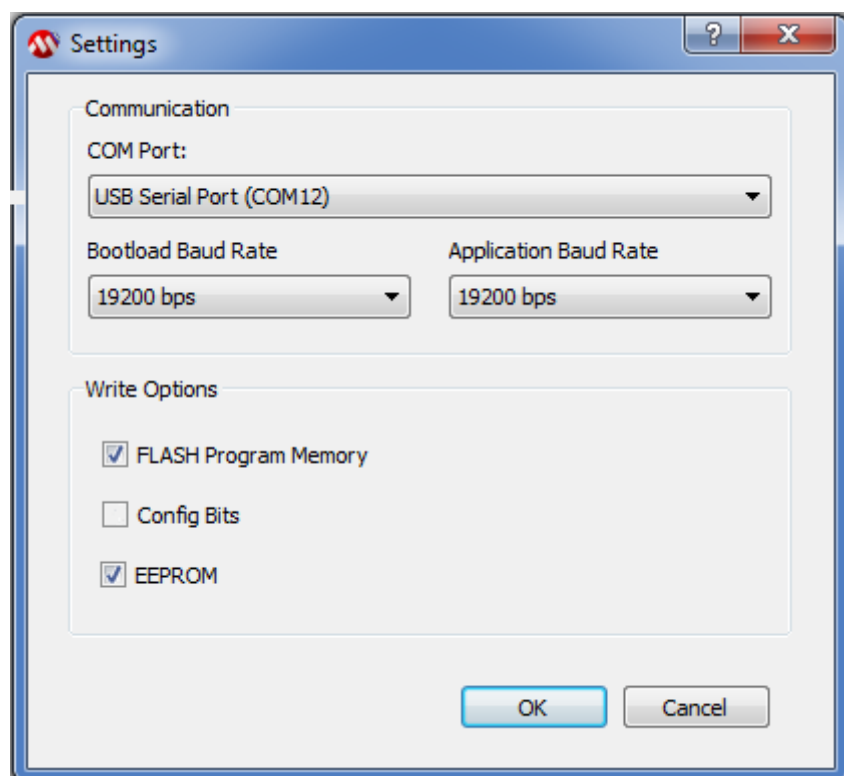 Settings
?
Communication
COM Port:
USB Serial Port (COM12)
Bootload Baud Rate Application Baud Rate
19200 bps 19200 bps
Write Options
FLASH Program Memory
Config Bits
EEPROM
OK Cancel